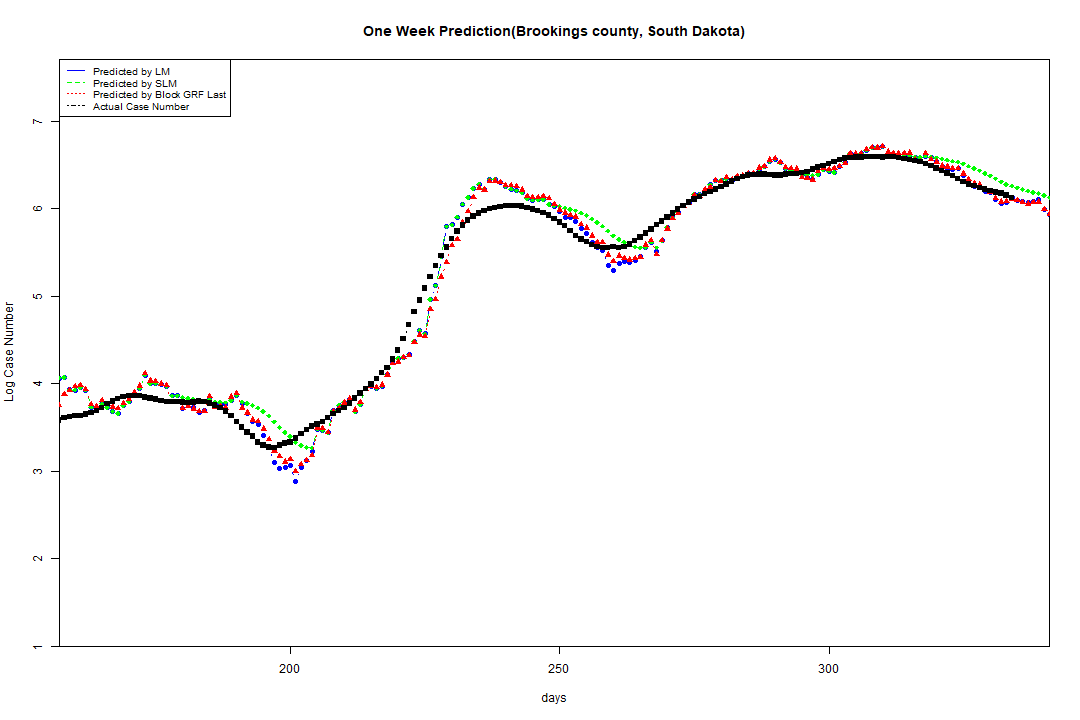 One Week Prediction(Brookings county, South Dakota)
Predicted by LM
Predicted by SLM
Predicted by Block GRF Last
Actual Case Number
7
6
5
4
3
2
1
Log Case Number
200 250 300
days